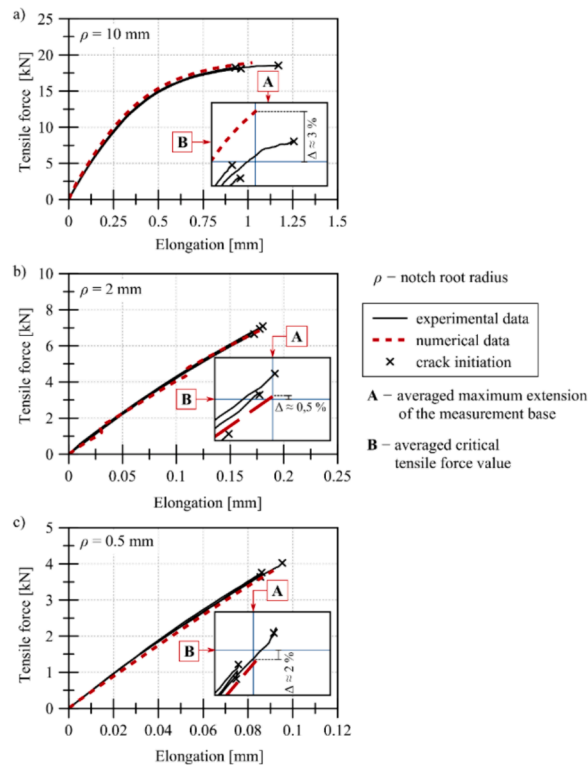 a)
ρ = 10 mm
Tensile force [kN]
25
20
15
10
5
0
0 0.25 0.5 0.75 1 1.25 1.5
Elongation [mm]
A
B
Δ ≈ 3 %
b)
ρ = 2 mm
Tensile force [kN]
10
8
6
4
2
0
0 0.05 0.1 0.15 0.2 0.25
Elongation [mm]
A
B
Δ ≈ 0,5 %
c)
ρ = 0.5 mm
Tensile force [kN]
5
4
3
2
1
0
0 0.02 0.04 0.06 0.08 0.1 0.12
Elongation [mm]
A
B
Δ ≈ 2 %
ρ − notch root radius
experimental data
numerical data
crack initiation
A − averaged maximum extension
of the measurement base
B − averaged critical
tensile force value